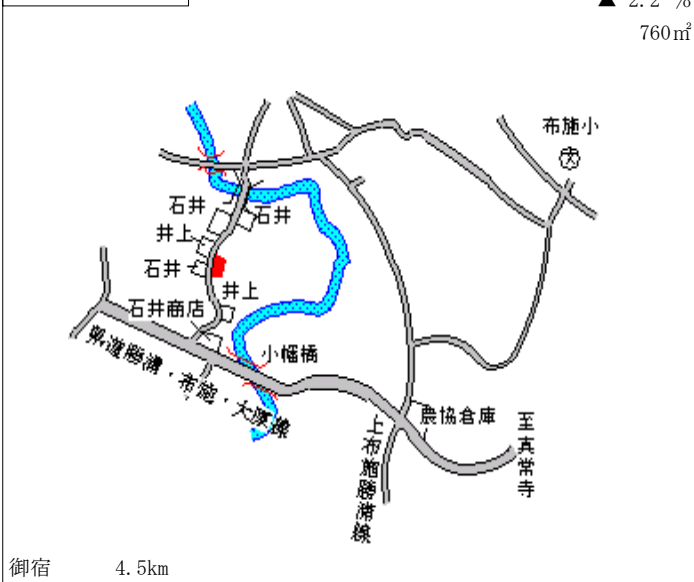 ▲ 2.2 %
760㎡
布施小
文
石井
石井
井上
石井
井上
石井商店
小幡橋
県道勝浦・布施・大原線
農協倉庫
上布施勝浦線
至真常寺
御宿 4.5km